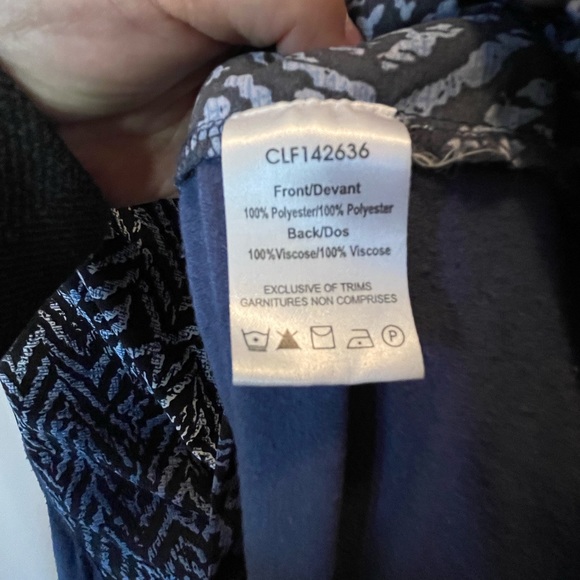 CLF142636
Front/Devant
100% Polyester/100% Polyester
Back/Dos
100%Viscose/100% Viscose
EXCLUSIVE OF TRIMS
GARNITURES NON COMPRISES
P